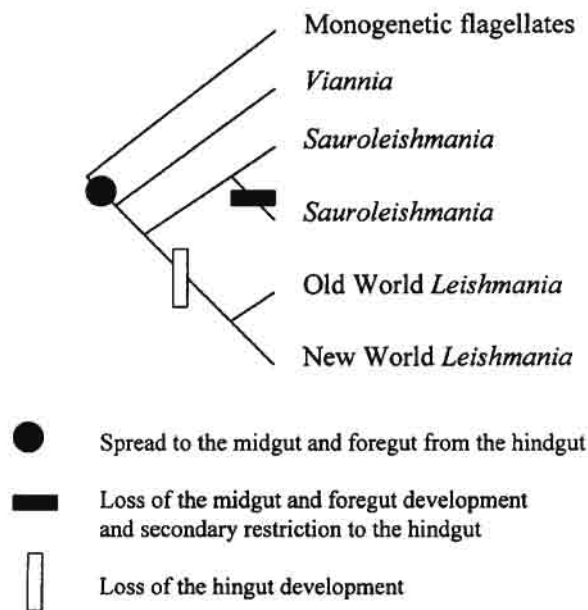 Monogenetic flagellates
Viannia
Sauroleishmania
Sauroleishmania
Old World Leishmania
New World Leishmania
Spread to the midgut and foregut from the hindgut
Loss of the midgut and foregut development
and secondary restriction to the hindgut
Loss of the hingut development